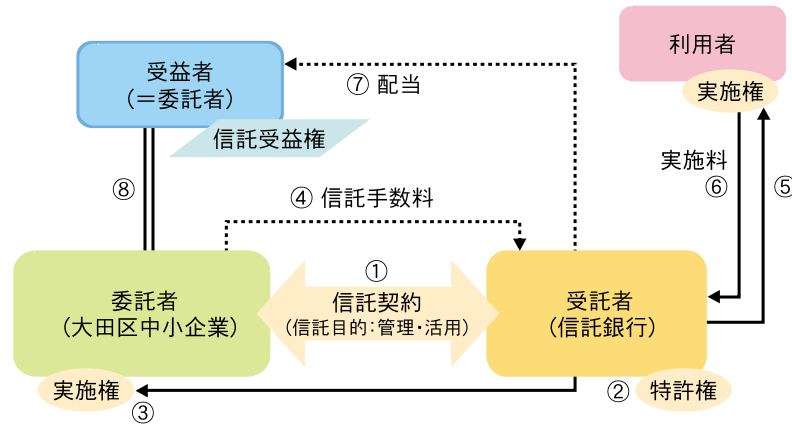 利用者
実施権
受益者
(＝委託者)
信託受益権
⑦ 配当
実施料
⑥
⑤
⑧
④ 信託手数料
委託者
(大田区中小企業)
①
信託契約
(信託目的：管理・活用)
受託者
(信託銀行)
実施権
③
② 特許権